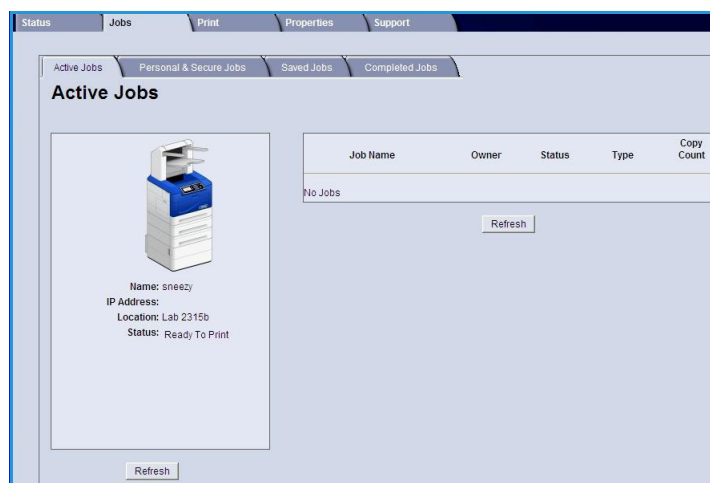 Status Jobs Print Properties Support
Active Jobs Personal & Secure Jobs Saved Jobs Completed Jobs
Active Jobs
Job Name Owner Status Type Copy Count
No Jobs
Refresh
Name: sneezy
IP Address:
Location: Lab 2315b
Status: Ready To Print
Refresh